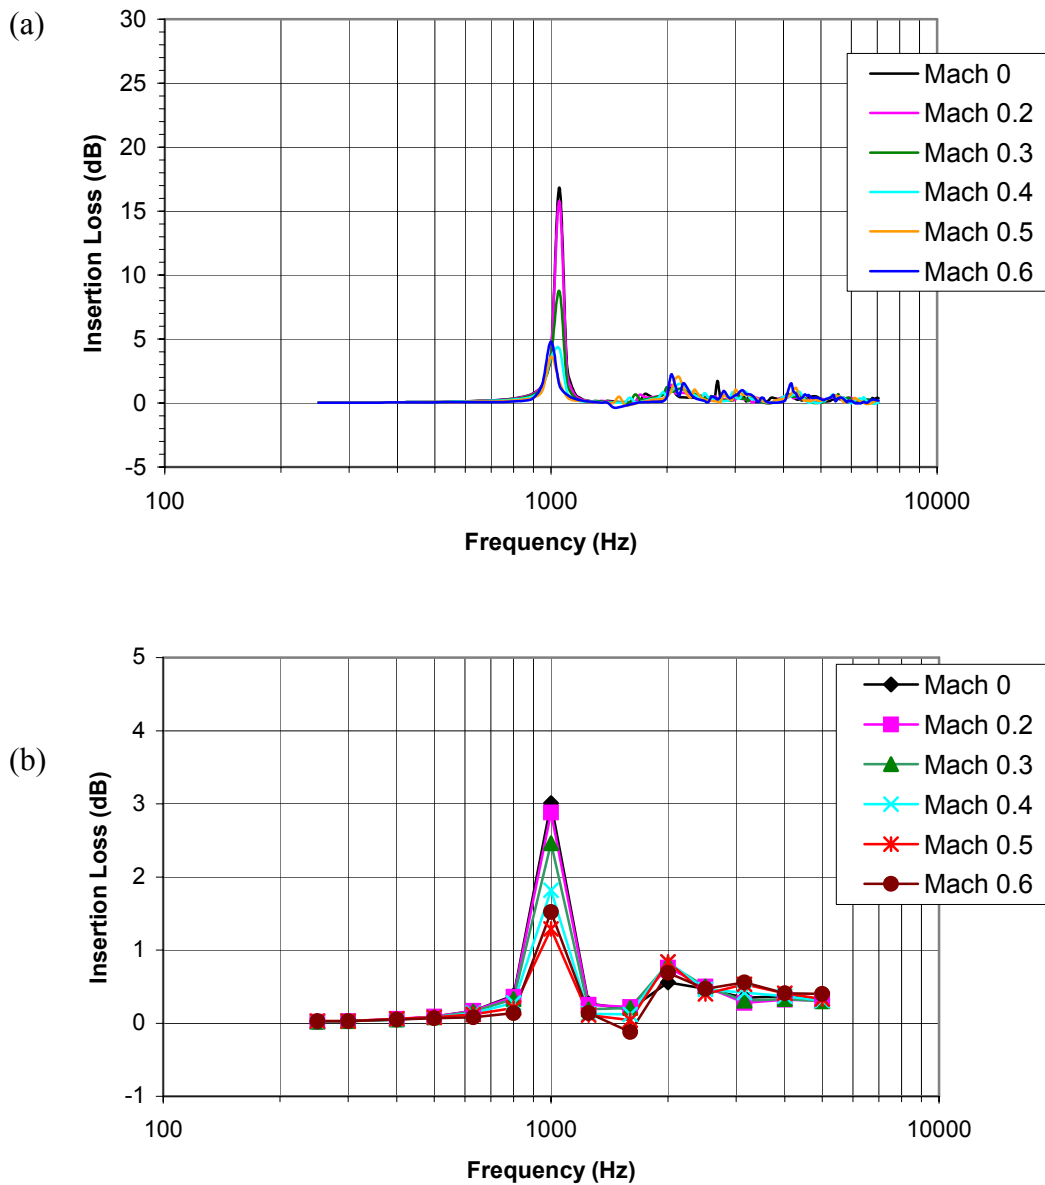 (a)
Insertion Loss (dB)
30
25
20
15
10
5
0
-5
100
1000
10000
Frequency (Hz)
Mach 0
Mach 0.2
Mach 0.3
Mach 0.4
Mach 0.5
Mach 0.6
(b)
Insertion Loss (dB)
5
4
3
2
1
0
-1
100
1000
10000
Frequency (Hz)
Mach 0
Mach 0.2
Mach 0.3
Mach 0.4
Mach 0.5
Mach 0.6